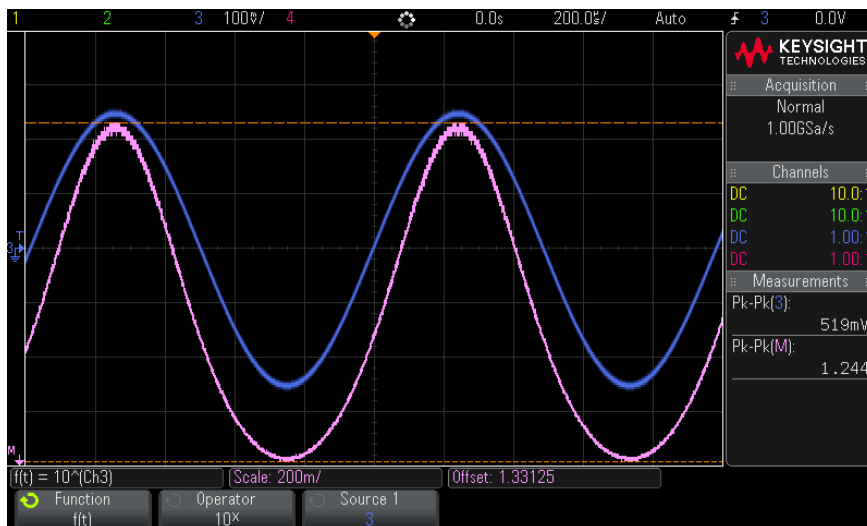 1 2 3 100♈/ 4 0.0s 200.0㎲/ Auto 3 0.0V
KEYSIGHT
TECHNOLOGIES
Acquisition
Normal
1.00GSa/s
Channels
DC 10.0:1
DC 10.0:1
DC 1.00:1
DC 1.00:1
Measurements
Pk-Pk(3):
519mV
Pk-Pk(M):
1.244
T
3
M
f(t) = 10^(Ch3) Scale: 200m/ Offset: 1.33125
Function Operator Source 1
f(t) 10ˣ 3